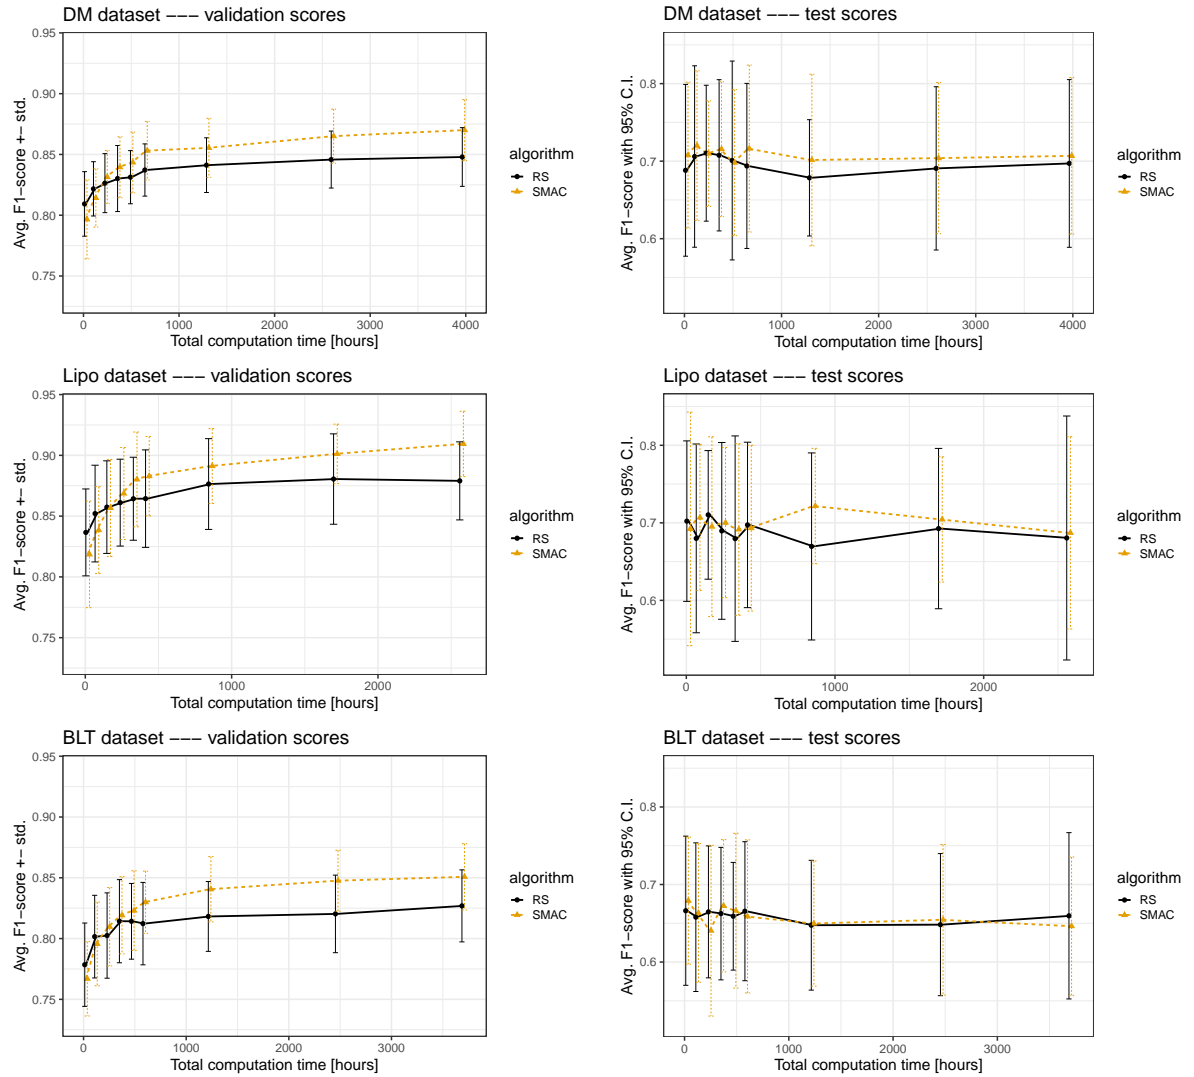 DM dataset −−− validation scores
Avg. F1−score +− std.
0.95
0.90
0.85
0.80
0.75
0 1000 2000 3000 4000
Total computation time [hours]
algorithm
RS
SMAC
DM dataset −−− test scores
Avg. F1−score with 95% C.I.
0.8
0.7
0.6
0 1000 2000 3000 4000
Total computation time [hours]
algorithm
RS
SMAC
Lipo dataset −−− validation scores
Avg. F1−score +− std.
0.95
0.90
0.85
0.80
0.75
0 1000 2000
Total computation time [hours]
algorithm
RS
SMAC
Lipo dataset −−− test scores
Avg. F1−score with 95% C.I.
0.8
0.7
0.6
0 1000 2000
Total computation time [hours]
algorithm
RS
SMAC
BLT dataset −−− validation scores
Avg. F1−score +− std.
0.95
0.90
0.85
0.80
0.75
0 1000 2000 3000
Total computation time [hours]
algorithm
RS
SMAC
BLT dataset −−− test scores
Avg. F1−score with 95% C.I.
0.8
0.7
0.6
0 1000 2000 3000
Total computation time [hours]
algorithm
RS
SMAC